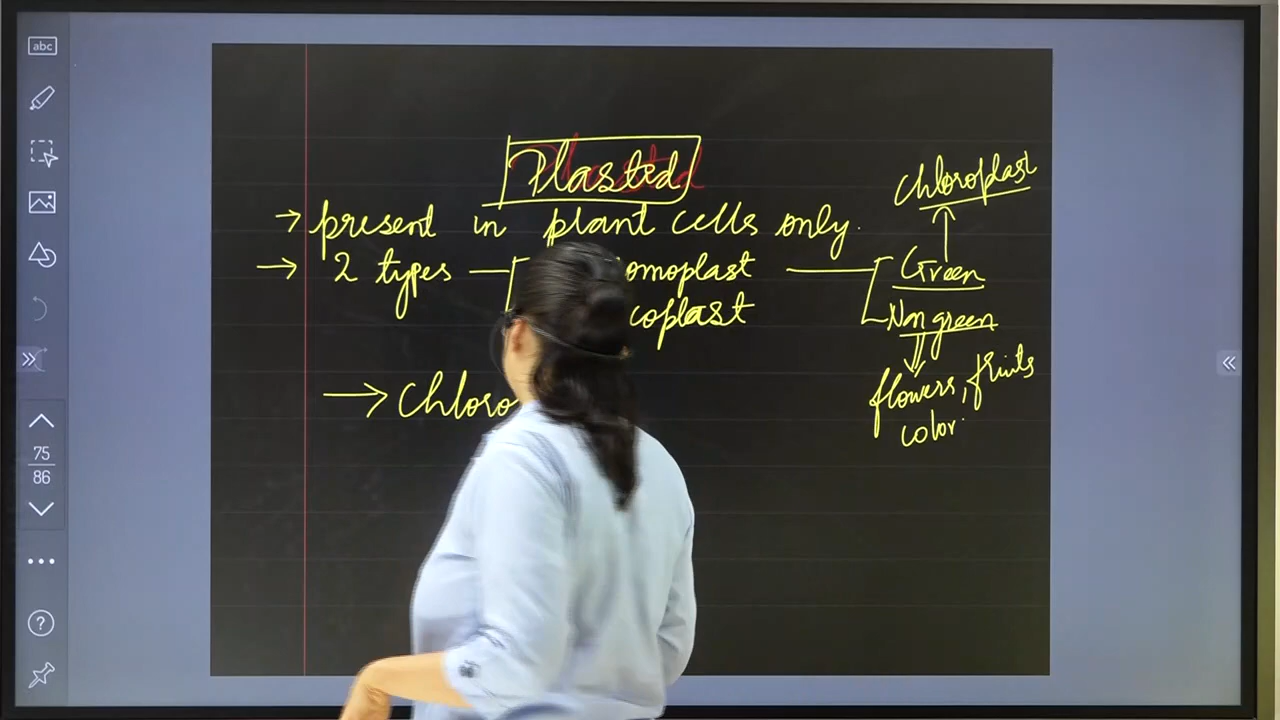 abc
Plasted
chloroplast
→ present in plant cells only.
→ 2 types omoplast Green
coplast Non green
→ Chloro
flowers, fruits
color.
75
86
?